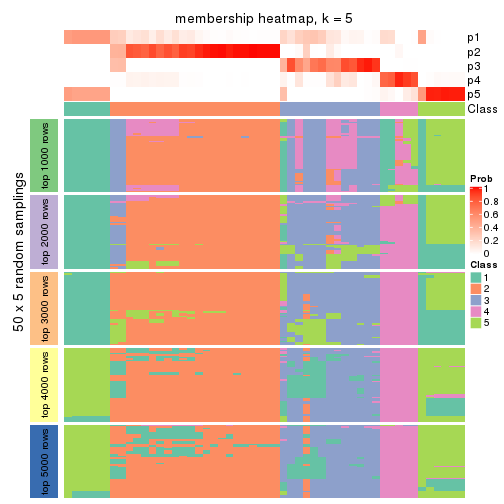 membership heatmap, k = 5
p1
p2
p3
p4
p5
Class
50 x 5 random samplings
top 1000 rows
top 2000 rows
top 3000 rows
top 4000 rows
top 5000 rows
Prob
1
0.8
0.6
0.4
0.2
0
Class
1
2
3
4
5